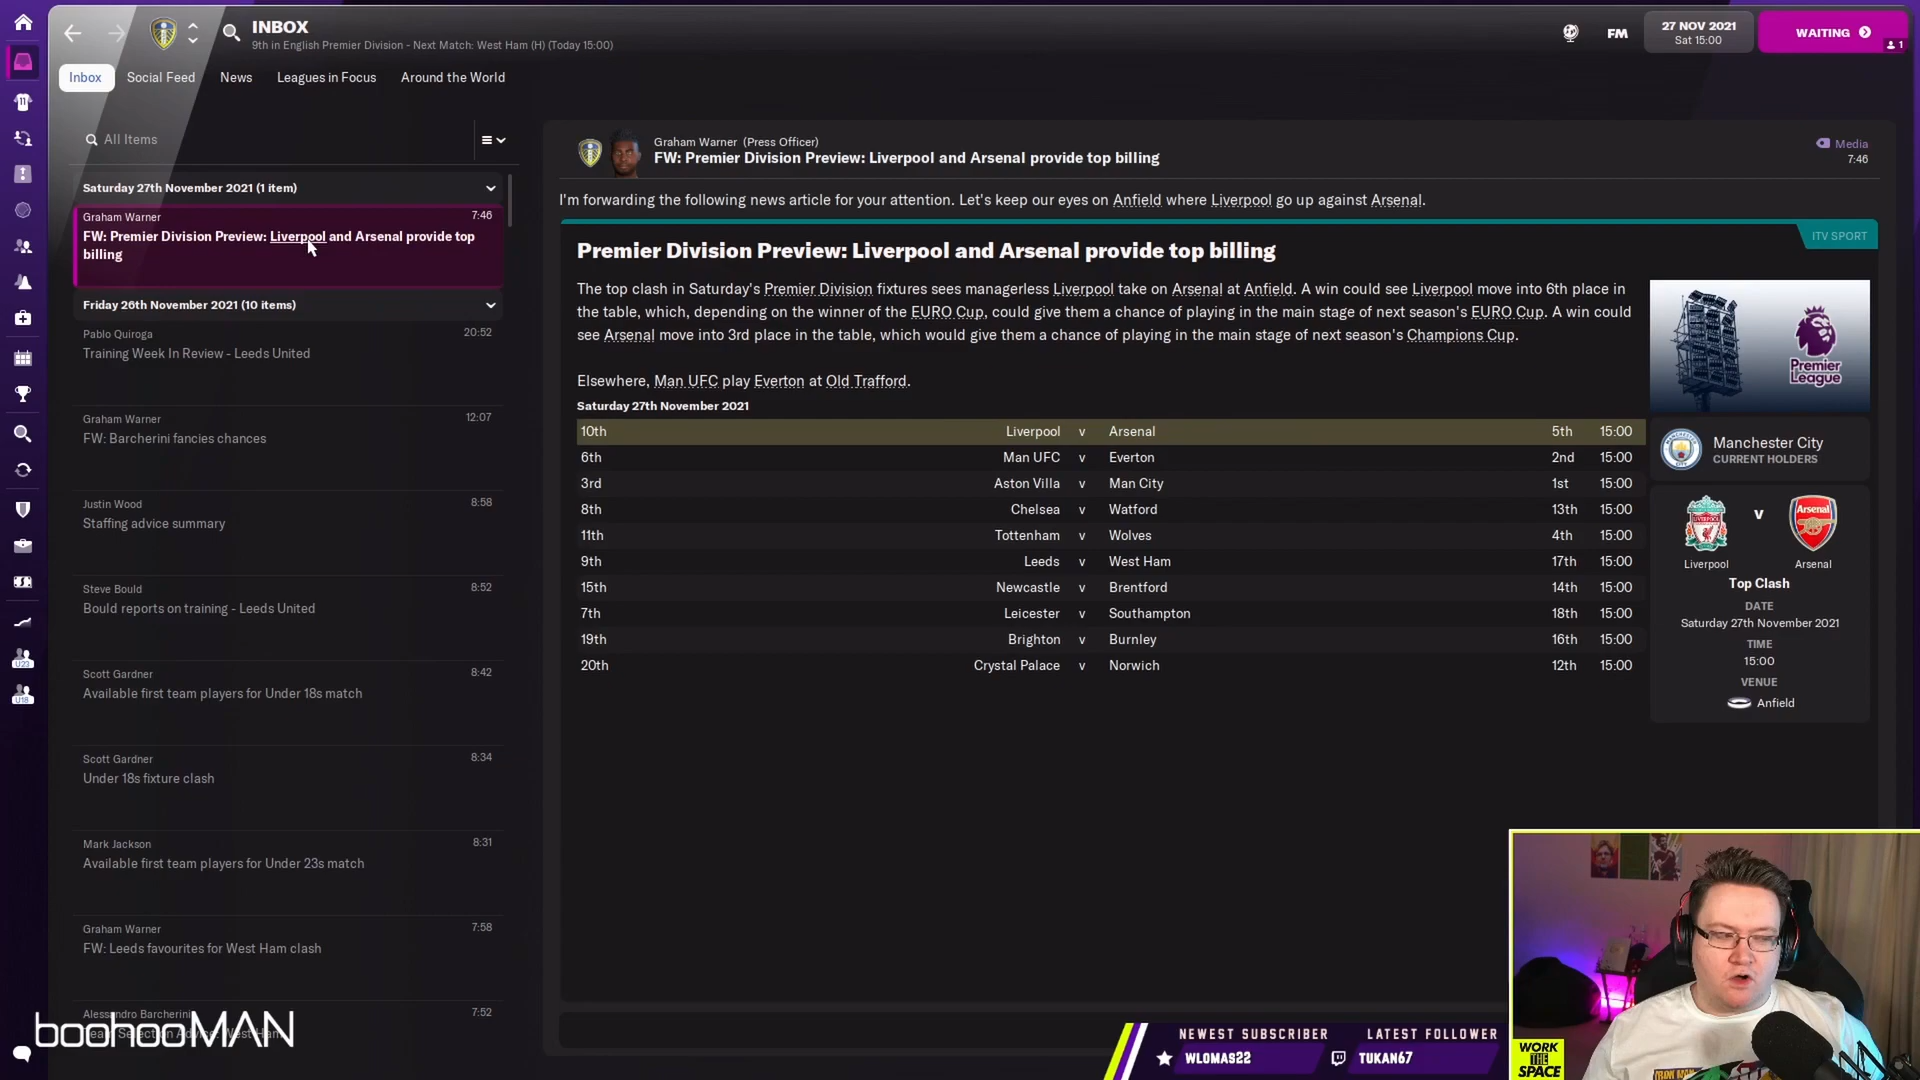 INBOX
9th in English Premier Division - Next Match: West Ham (H) (Today 15:00)
FM
27 NOV 2021
Sat 15:00
WAITING
1
Inbox
Social Feed
News
Leagues in Focus
Around the World
All Items
Saturday 27th November 2021 (1 item)
Graham Warner
7:46
FW: Premier Division Preview: Liverpool and Arsenal provide top
billing
Friday 26th November 2021 (10 items)
Pablo Quiroga
20:52
Training Week In Review - Leeds United
Graham Warner
12:07
FW: Barcherini fancies chances
Justin Wood
8:58
Staffing advice summary
Steve Bould
8:52
Bould reports on training - Leeds United
Scott Gardner
8:42
Available first team players for Under 18s match
Scott Gardner
8:34
Under 18s fixture clash
Mark Jackson
8:31
Available first team players for Under 23s match
Graham Warner
7:58
FW: Leeds favourites for West Ham clash
Alessandro Barcherini
7:52
boohooMAN
U23
U18
Graham Warner (Press Officer)
FW: Premier Division Preview: Liverpool and Arsenal provide top billing
Media
7:46
I'm forwarding the following news article for your attention. Let's keep our eyes on Anfield where Liverpool go up against Arsenal.
ITV SPORT
Premier Division Preview: Liverpool and Arsenal provide top billing
The top clash in Saturday's Premier Division fixtures sees managerless Liverpool take on Arsenal at Anfield. A win could see Liverpool move into 6th place in
the table, which, depending on the winner of the EURO Cup, could give them a chance of playing in the main stage of next season's EURO Cup. A win could
see Arsenal move into 3rd place in the table, which would give them a chance of playing in the main stage of next season's Champions Cup.
Elsewhere, Man UFC play Everton at Old Trafford.
Saturday 27th November 2021
10th Liverpool v Arsenal 5th 15:00
6th Man UFC v Everton 2nd 15:00
3rd Aston Villa v Man City 1st 15:00
8th Chelsea v Watford 13th 15:00
11th Tottenham v Wolves 4th 15:00
9th Leeds v West Ham 17th 15:00
15th Newcastle v Brentford 14th 15:00
7th Leicester v Southampton 18th 15:00
19th Brighton v Burnley 16th 15:00
20th Crystal Palace v Norwich 12th 15:00
Premier
League
Manchester City
CURRENT HOLDERS
v
Liverpool
Arsenal
Top Clash
DATE
Saturday 27th November 2021
TIME
15:00
VENUE
Anfield
NEWEST SUBSCRIBER
WLOMAS22
LATEST FOLLOWER
TUKAN67
WORK
THE
SPACE